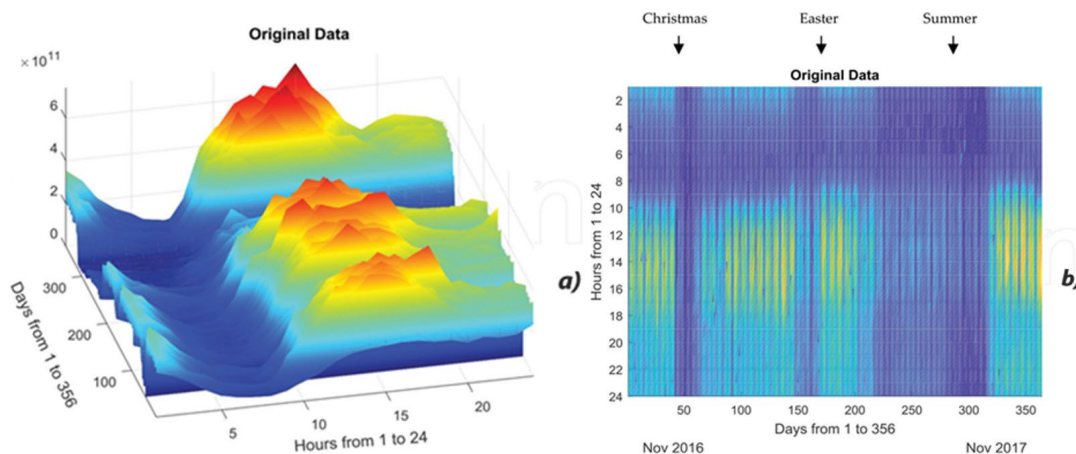 Original Data
× 10¹¹
6
4
2
0
300
200
100
Days from 1 to 356
5
10
15
20
Hours from 1 to 24
a)
Christmas
Easter
Summer
Original Data
2
4
6
8
10
12
14
16
18
20
22
24
Hours from 1 to 24
50
100
150
200
250
300
350
Days from 1 to 356
Nov 2016
Nov 2017
b)